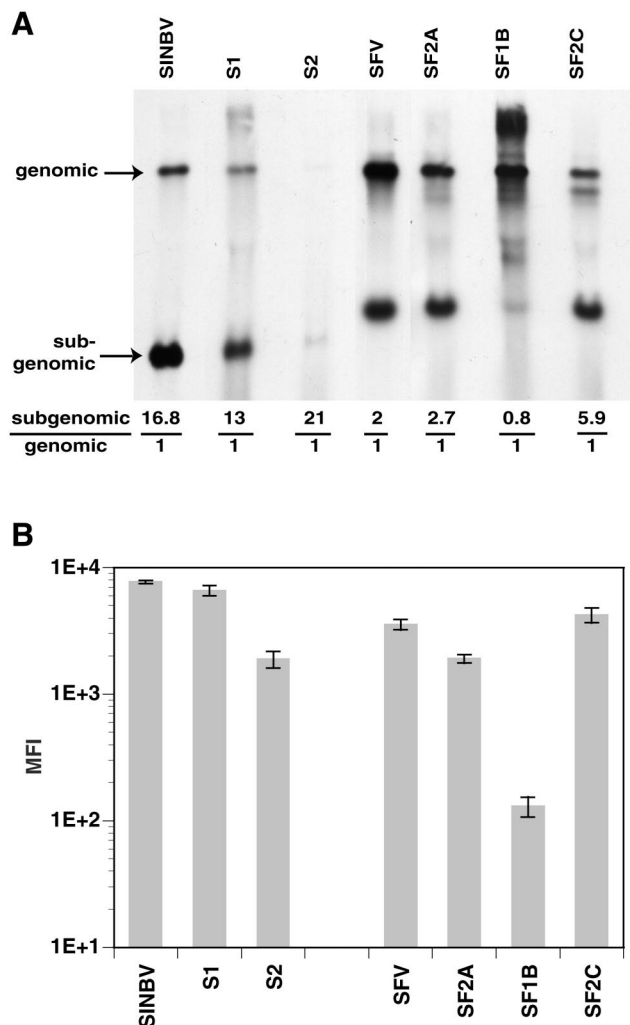 A
SINBV S1 S2 SFV SF2A SF1B SF2C
genomic
sub-
genomic
subgenomic 16.8 13 21 2 2.7 0.8 5.9
genomic 1 1 1 1 1 1 1
B
1E+4
1E+3
1E+2
1E+1
MFI
SINBV S1 S2 SFV SF2A SF1B SF2C